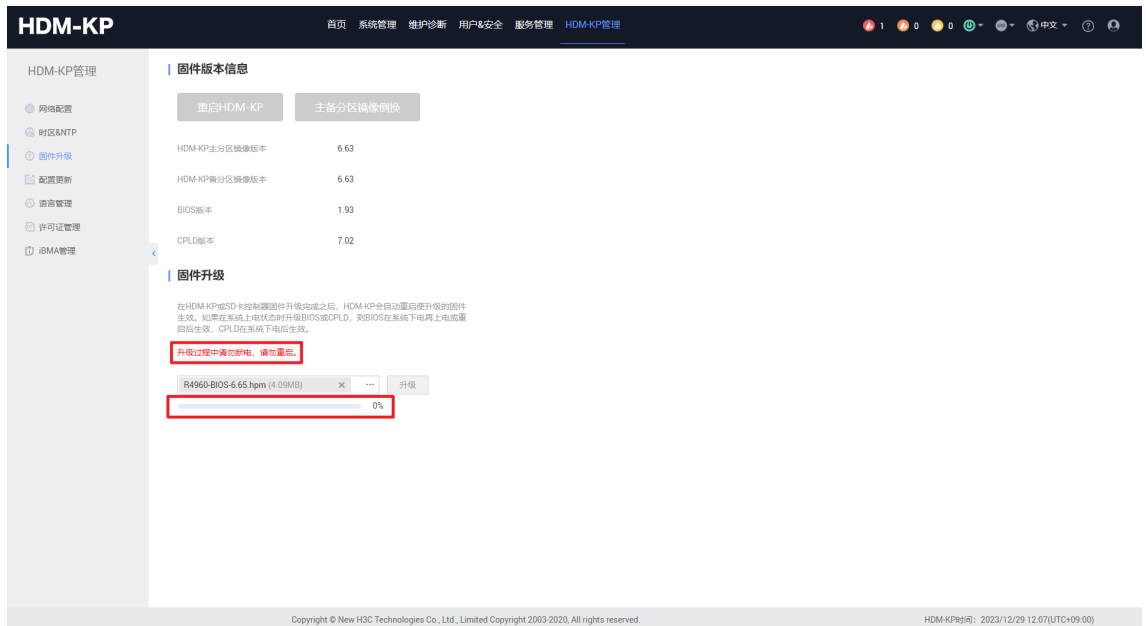 HDM-KP
首页 系统管理 维护诊断 用户&安全 服务管理 HDM-KP管理
1 0 0 中文
HDM-KP管理
网络配置
时区&NTP
固件升级
配置更新
语言管理
许可证管理
iBMA管理
固件版本信息
重启HDM-KP 主备分区镜像倒换
HDM-KP主分区镜像版本 6.63
HDM-KP备分区镜像版本 6.63
BIOS版本 1.93
CPLD版本 7.02
固件升级
在HDM-KP或SD卡控制器固件升级完成之后，HDM-KP会自动重启使升级的固件
生效。如果在系统上电状态时升级BIOS或CPLD，则BIOS在系统下电再上电或重
启后生效，CPLD在系统下电后生效。
升级过程中请勿断电，请勿重启。
R4960-BIOS-6.65.hpm (4.09MB) × ··· 升级
0%
Copyright © New H3C Technologies Co., Ltd., Limited Copyright 2003-2020, All rights reserved.
HDM-KP时间： 2023/12/29 12:07(UTC+09:00)